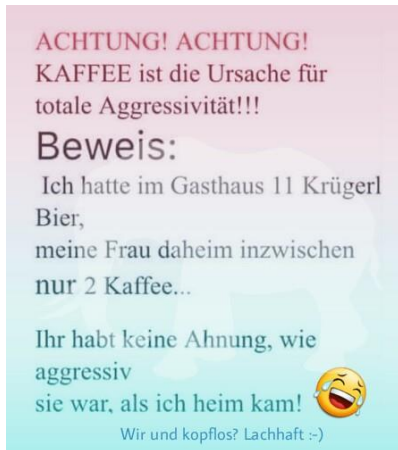 ACHTUNG! ACHTUNG!
KAFFEE ist die Ursache für
totale Aggressivität!!!
Beweis:
Ich hatte im Gasthaus 11 Krügerl
Bier,
meine Frau daheim inzwischen
nur 2 Kaffee...
Ihr habt keine Ahnung, wie
aggressiv
sie war, als ich heim kam! 😂
Wir und kopflos? Lachhaft :-)